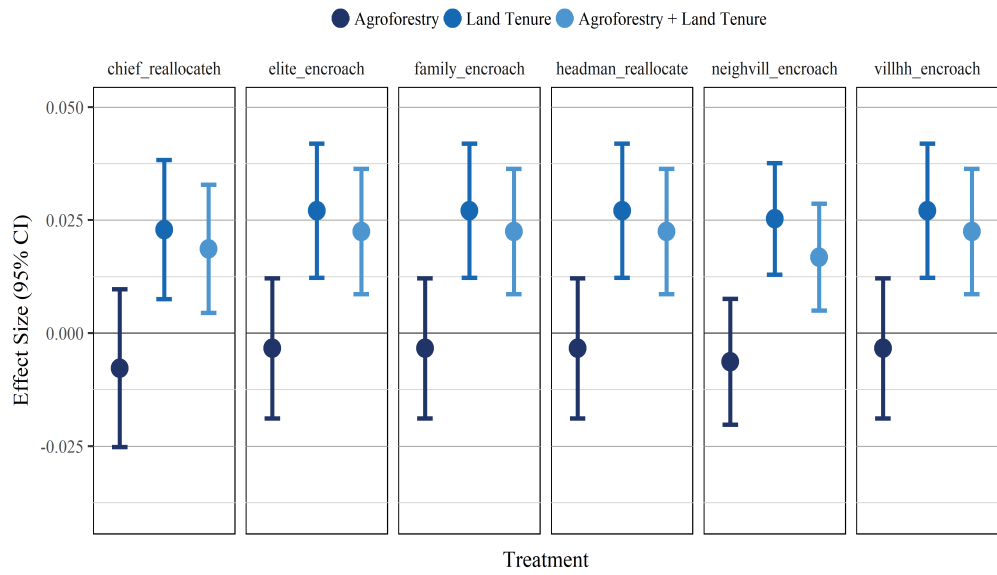 Agroforestry Land Tenure Agroforestry + Land Tenure
chief_reallocateh elite_encroach family_encroach headman_reallocate neighvill_encroach villhh_encroach
0.050
0.025
0.000
-0.025
Effect Size (95% CI)
Treatment